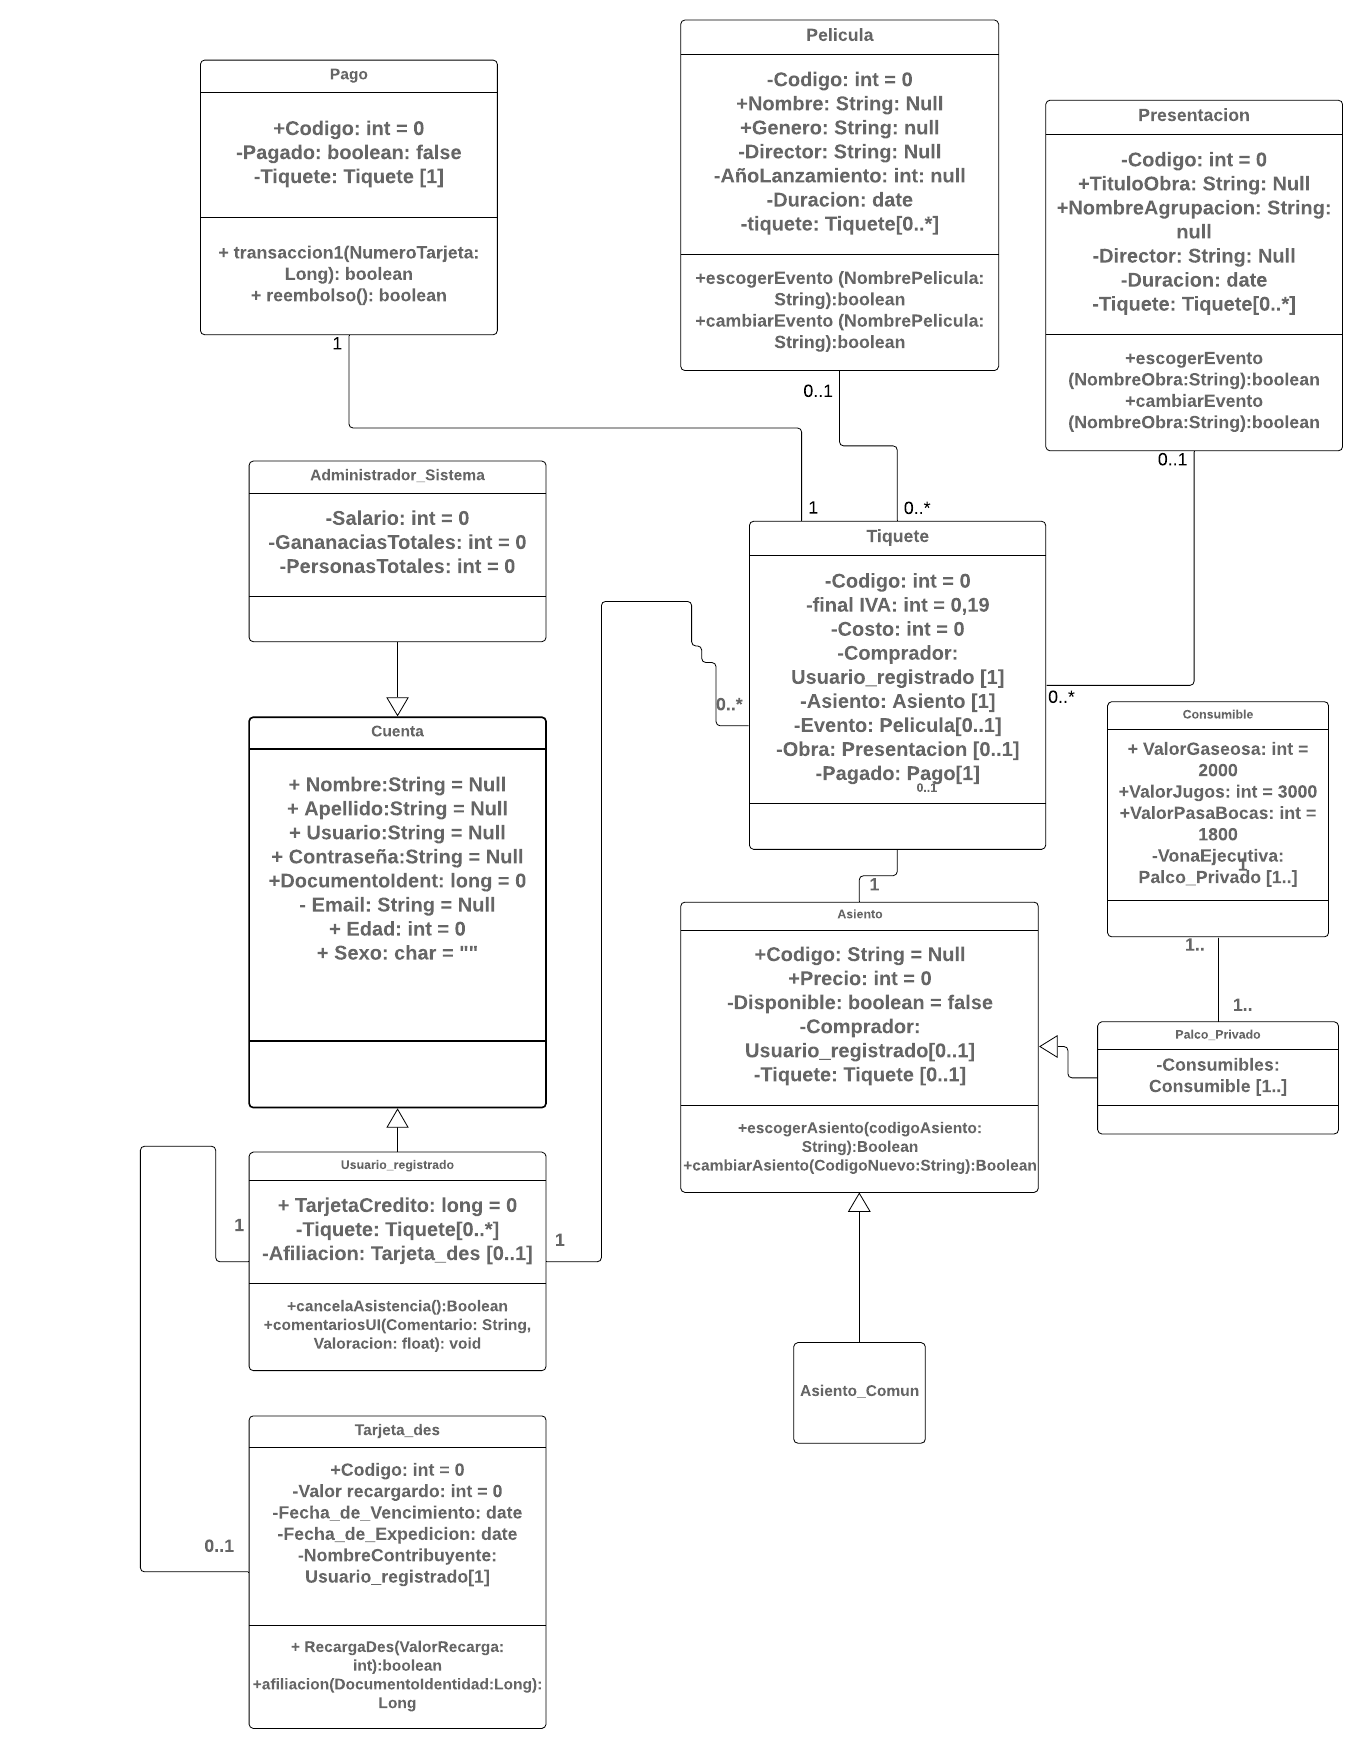 Pelicula
-Codigo: int = 0
+Nombre: String: Null
+Genero: String: null
-Director: String: Null
-AñoLanzamiento: int: null
-Duracion: date
-tiquete: Tiquete[0..*]
+escogerEvento (NombrePelicula:
String):boolean
+cambiarEvento (NombrePelicula:
String):boolean
0..1
Pago
+Codigo: int = 0
-Pagado: boolean: false
-Tiquete: Tiquete [1]
+ transaccion1(NumeroTarjeta:
Long): boolean
+ reembolso(): boolean
1
Presentacion
-Codigo: int = 0
+TituloObra: String: Null
+NombreAgrupacion: String:
null
-Director: String: Null
-Duracion: date
-Tiquete: Tiquete[0..*]
+escogerEvento
(NombreObra:String):boolean
+cambiarEvento
(NombreObra:String):boolean
0..1
Administrador_Sistema
-Salario: int = 0
-GananaciasTotales: int = 0
-PersonasTotales: int = 0
1
0..*
Tiquete
-Codigo: int = 0
-final IVA: int = 0,19
-Costo: int = 0
-Comprador:
Usuario_registrado [1]
-Asiento: Asiento [1]
-Evento: Pelicula[0..1]
-Obra: Presentacion [0..1]
-Pagado: Pago[1]
0..1
0..*
0..*
Cuenta
+ Nombre:String = Null
+ Apellido:String = Null
+ Usuario:String = Null
+ Contraseña:String = Null
+DocumentoIdent: long = 0
- Email: String = Null
+ Edad: int = 0
+ Sexo: char = ""
Consumible
+ ValorGaseosa: int =
2000
+ValorJugos: int = 3000
+ValorPasaBocas: int =
1800
-VonaEjecutiva:
1
Palco_Privado [1..]
1..
1..
1
Asiento
+Codigo: String = Null
+Precio: int = 0
-Disponible: boolean = false
-Comprador:
Usuario_registrado[0..1]
-Tiquete: Tiquete [0..1]
+escogerAsiento(codigoAsiento:
String):Boolean
+cambiarAsiento(CodigoNuevo:String):Boolean
Palco_Privado
-Consumibles:
Consumible [1..]
Usuario_registrado
+ TarjetaCredito: long = 0
-Tiquete: Tiquete[0..*]
-Afiliacion: Tarjeta_des [0..1]
+cancelaAsistencia():Boolean
+comentariosUI(Comentario: String,
Valoracion: float): void
1
1
Asiento_Comun
Tarjeta_des
+Codigo: int = 0
-Valor recargardo: int = 0
-Fecha_de_Vencimiento: date
-Fecha_de_Expedicion: date
-NombreContribuyente:
Usuario_registrado[1]
+ RecargaDes(ValorRecarga:
int):boolean
+afiliacion(DocumentoIdentidad:Long):
Long
0..1